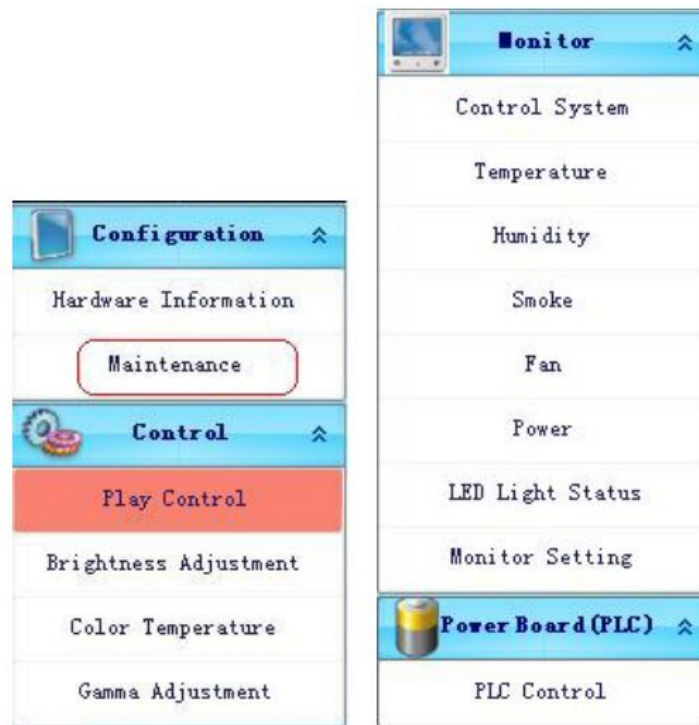 Configuration
Hardware Information
Maintenance
Control
Play Control
Brightness Adjustment
Color Temperature
Gamma Adjustment
Monitor
Control System
Temperature
Humidity
Smoke
Fan
Power
LED Light Status
Monitor Setting
Power Board(PLC)
PLC Control